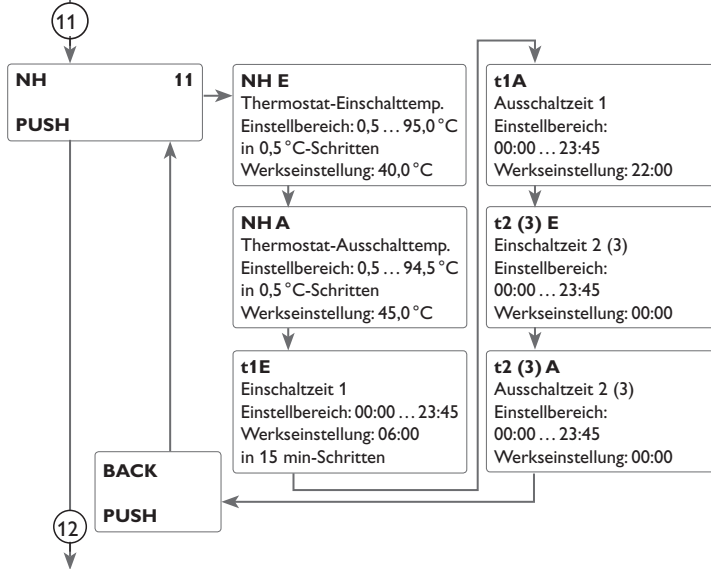 11
NH 11
PUSH
NH E
Thermostat-Einschalttemp.
Einstellbereich: 0,5 … 95,0 °C
in 0,5 °C-Schritten
Werkseinstellung: 40,0 °C
NH A
Thermostat-Ausschalttemp.
Einstellbereich: 0,5 … 94,5 °C
in 0,5 °C-Schritten
Werkseinstellung: 45,0 °C
t1E
Einschaltzeit 1
Einstellbereich: 00:00 … 23:45
Werkseinstellung: 06:00
in 15 min-Schritten
t1A
Ausschaltzeit 1
Einstellbereich:
00:00 … 23:45
Werkseinstellung: 22:00
t2 (3) E
Einschaltzeit 2 (3)
Einstellbereich:
00:00 … 23:45
Werkseinstellung: 00:00
t2 (3) A
Ausschaltzeit 2 (3)
Einstellbereich:
00:00 … 23:45
Werkseinstellung: 00:00
BACK
PUSH
12